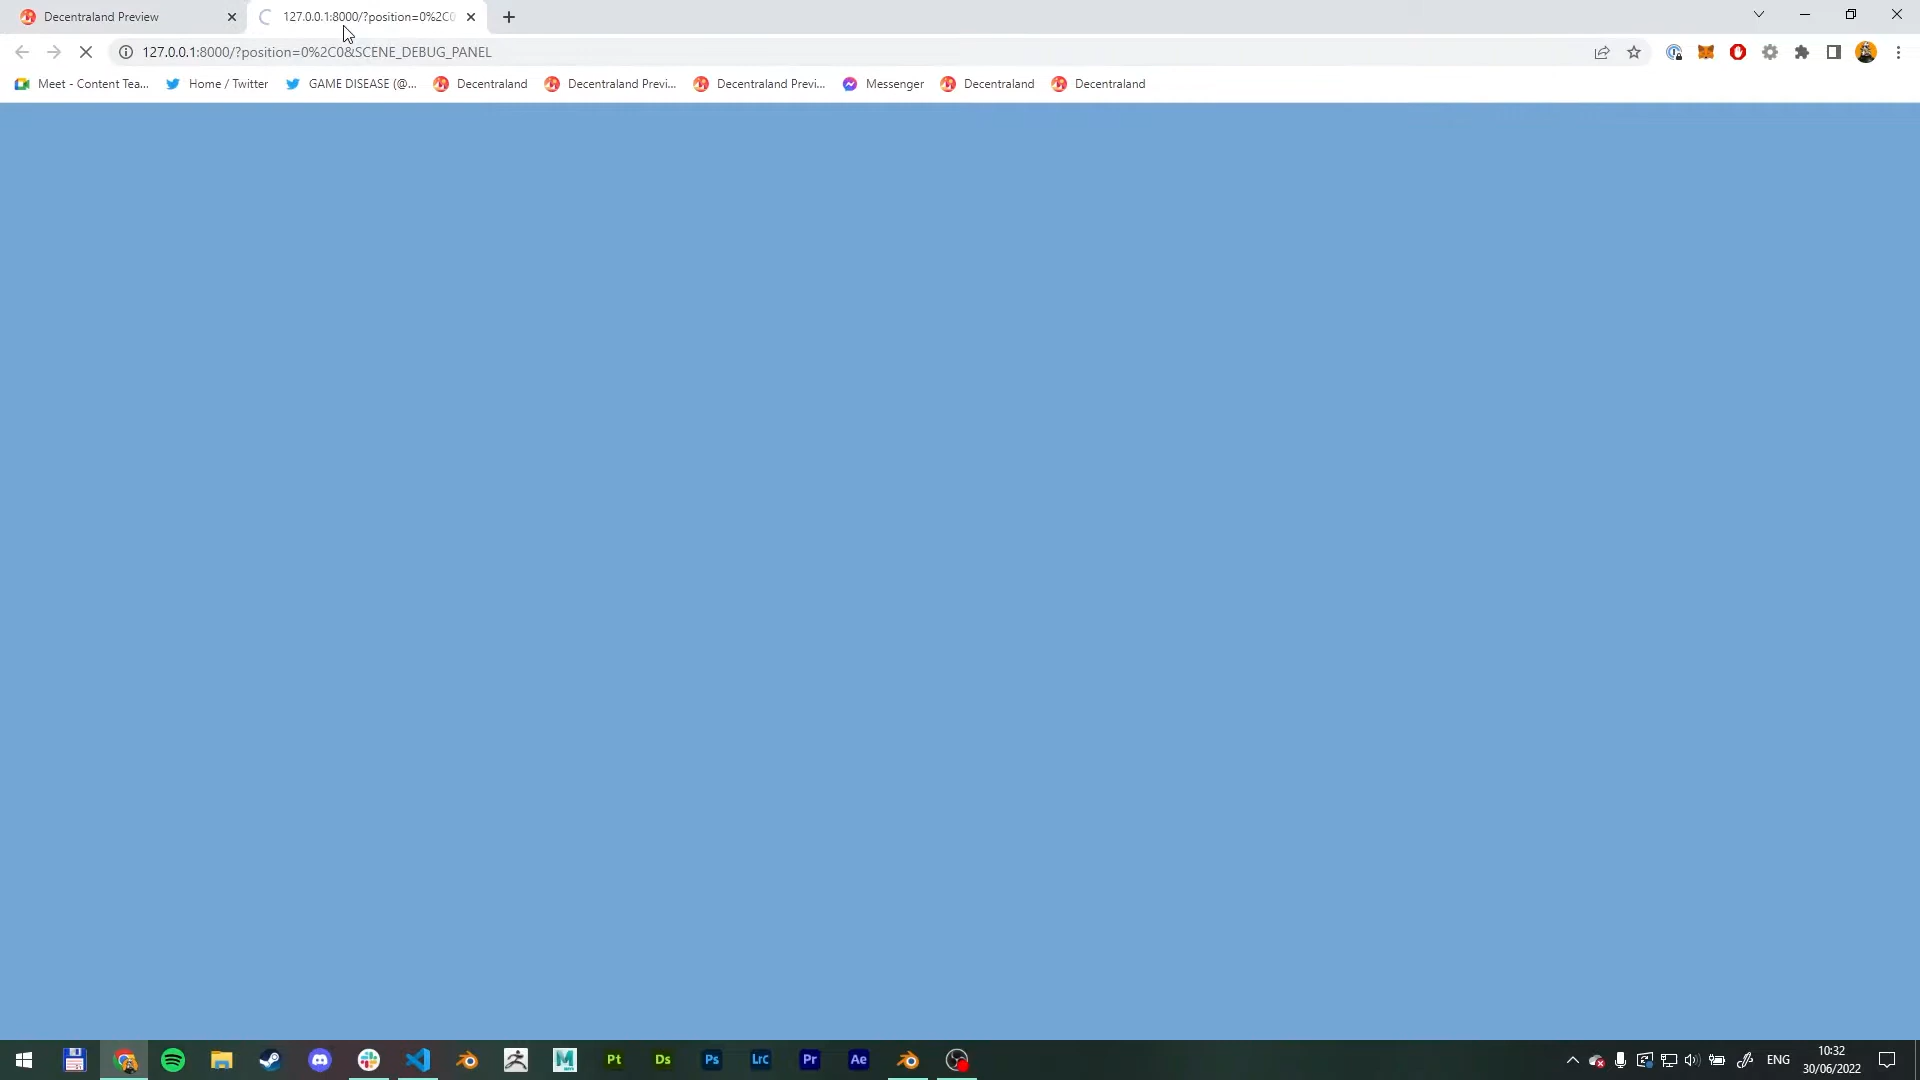 Decentraland Preview
127.0.0.1:8000/?position=0%2C0
127.0.0.1:8000/?position=0%2C0&SCENE_DEBUG_PANEL
Meet - Content Tea... Home / Twitter GAME DISEASE (@... Decentraland Decentraland Previ... Decentraland Previ... Messenger Decentraland Decentraland
Pt Ds Ps LrC Pr Ae
ENG
10:32
30/06/2022